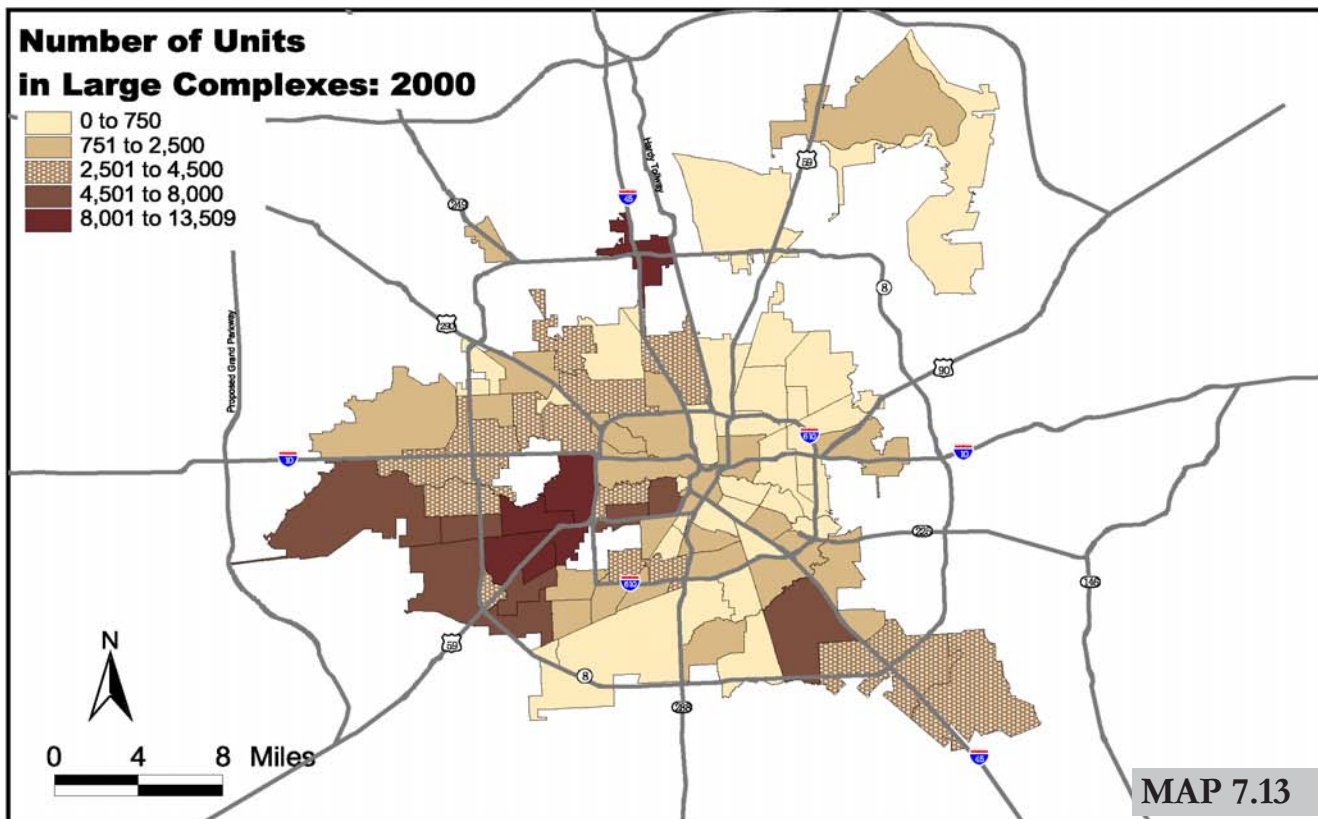 Number of Units
in Large Complexes: 2000
0 to 750
751 to 2,500
2,501 to 4,500
4,501 to 8,000
8,001 to 13,509
Hardy Tollway
59
45
249
8
290
90
Proposed Grand Parkway
610
10
10
225
146
610
59
8
288
45
N
0 4 8 Miles
MAP 7.13